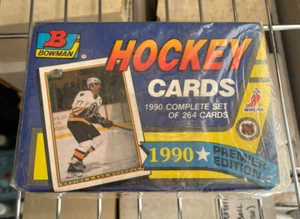 B
BOWMAN
HOCKEY
CARDS
1990 COMPLETE SET
OF 264 CARDS
1990 ★ PREMIER
EDITION